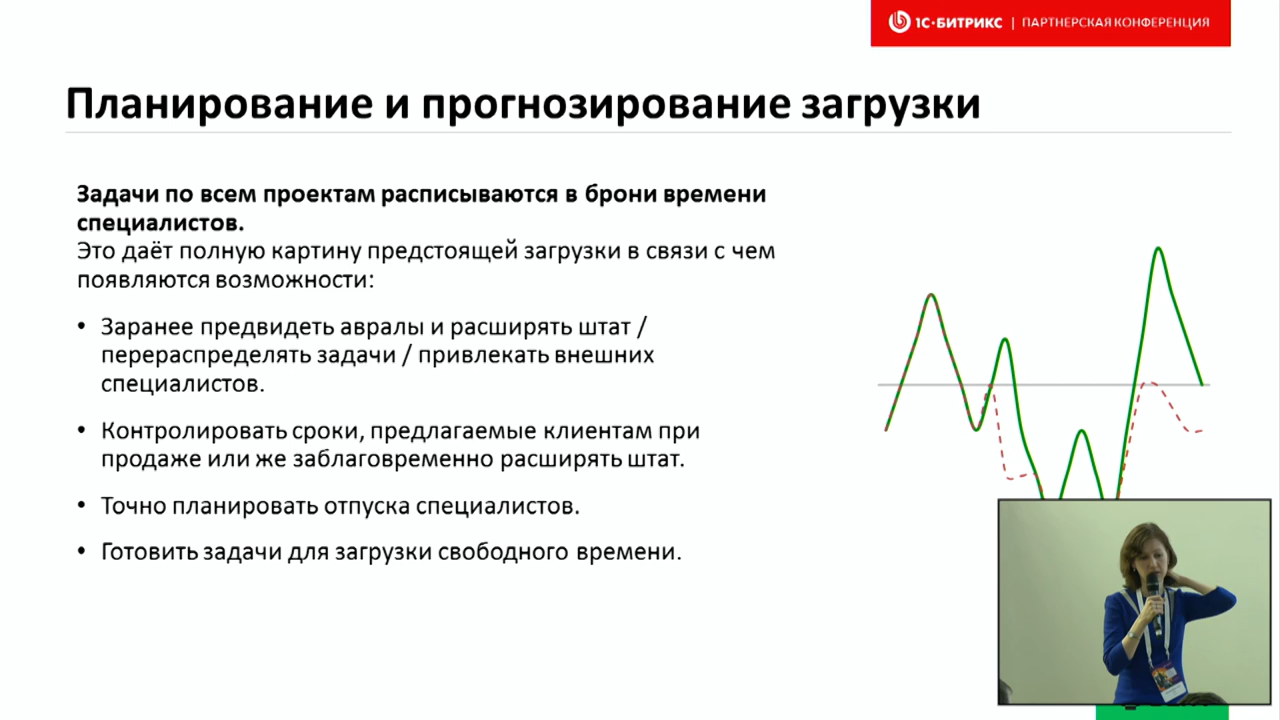 1С·БИТРИКС | ПАРТНЕРСКАЯ КОНФЕРЕНЦИЯ
Планирование и прогнозирование загрузки
Задачи по всем проектам расписываются в брони времени
специалистов.
Это даёт полную картину предстоящей загрузки в связи с чем
появляются возможности:
• Заранее предвидеть авралы и расширять штат /
перераспределять задачи / привлекать внешних
специалистов.
• Контролировать сроки, предлагаемые клиентам при
продаже или же заблаговременно расширять штат.
• Точно планировать отпуска специалистов.
• Готовить задачи для загрузки свободного времени.